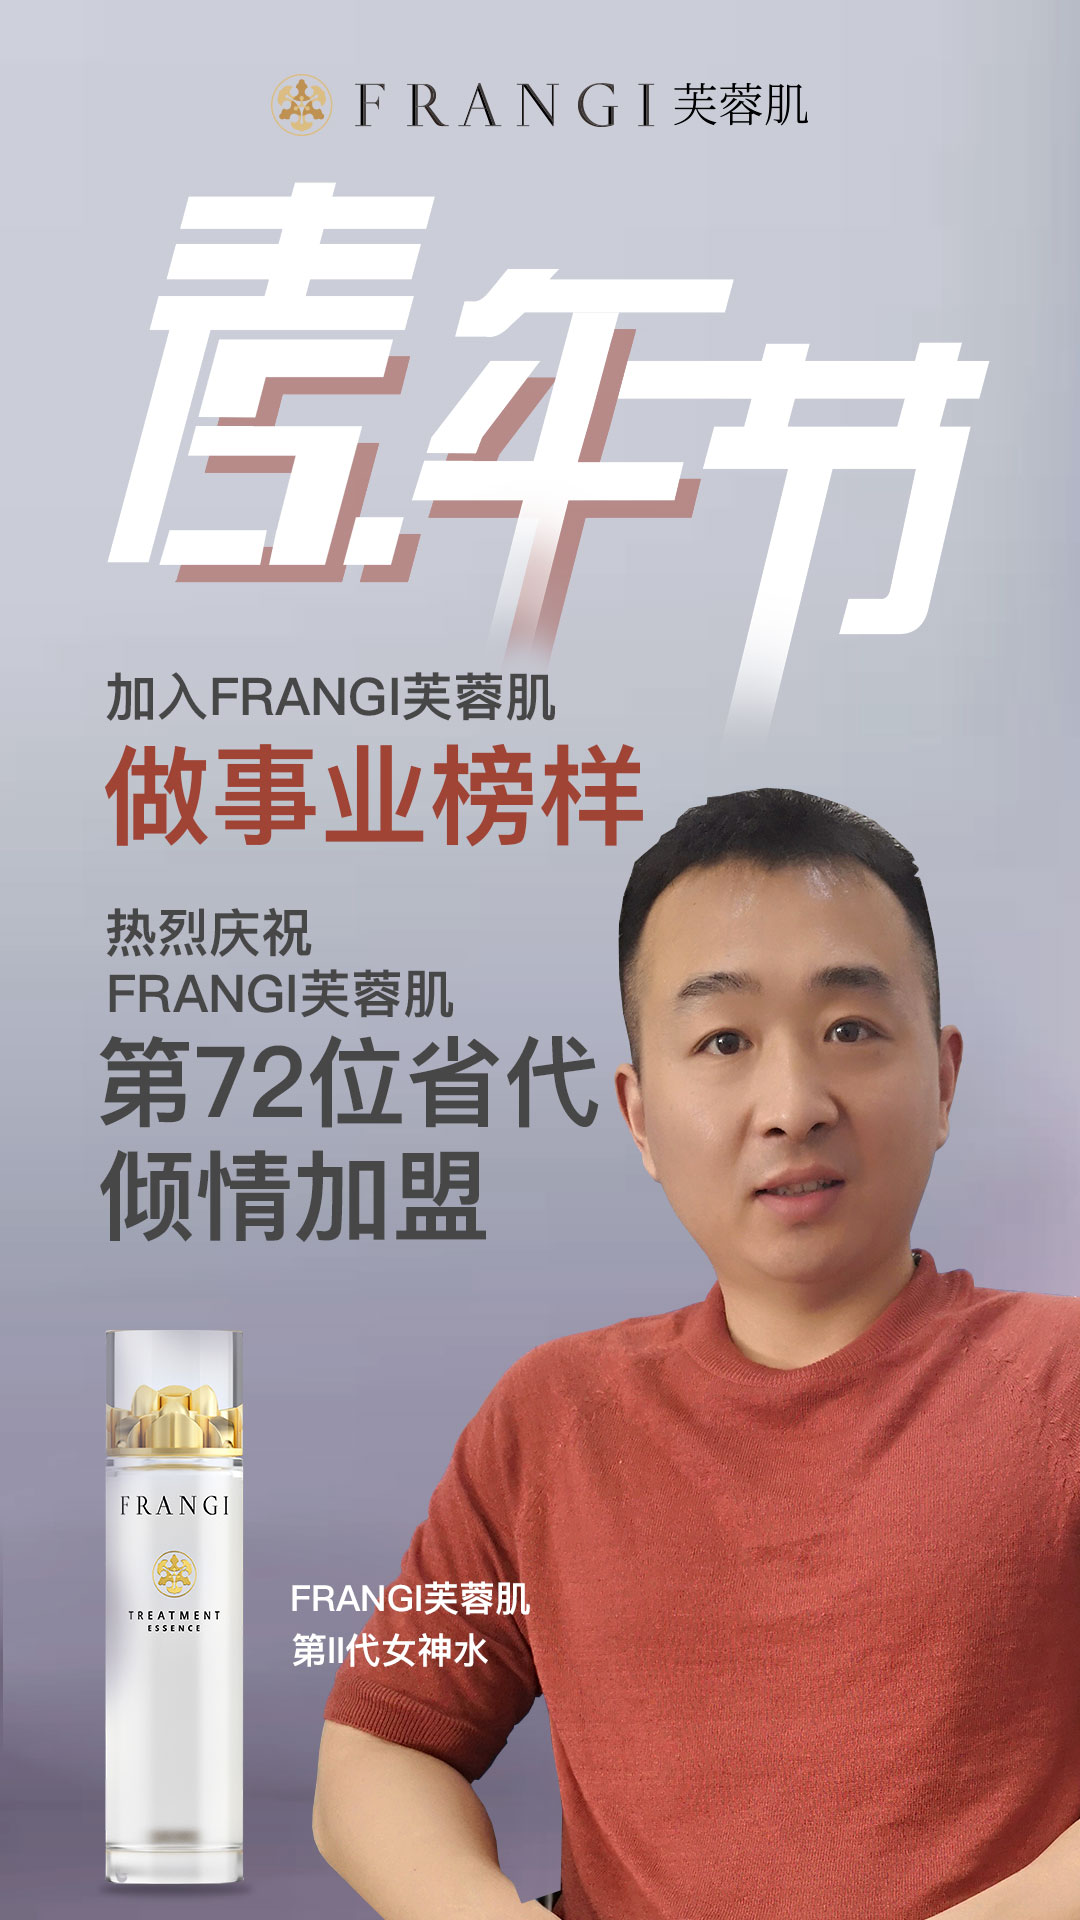 FRANGI芙蓉肌
青年节
加入FRANGI芙蓉肌
做事业榜样
热烈庆祝
FRANGI芙蓉肌
第72位省代
倾情加盟
FRANGI
TREATMENT
ESSENCE
FRANGI芙蓉肌
第II代女神水